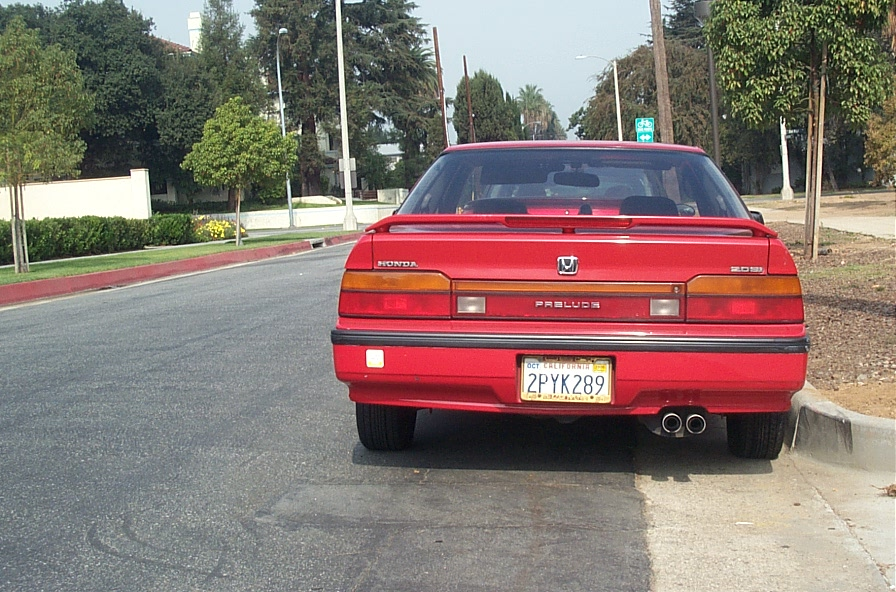 HONDA
2.0Si
PRELUDE
OCT CALIFORNIA
2PYK289